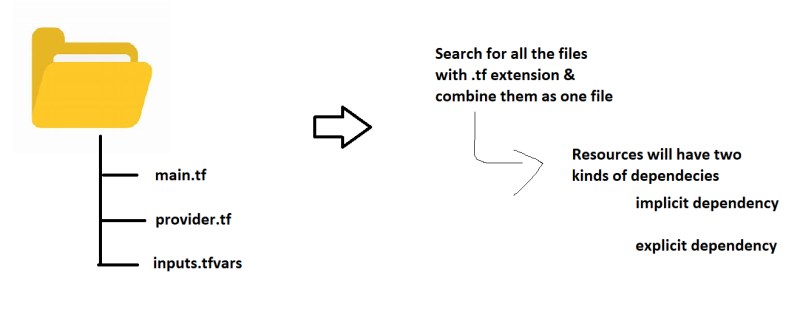 main.tf
provider.tf
inputs.tfvars
Search for all the files
with .tf extension &
combine them as one file
Resources will have two
kinds of dependecies
implicit dependency
explicit dependency